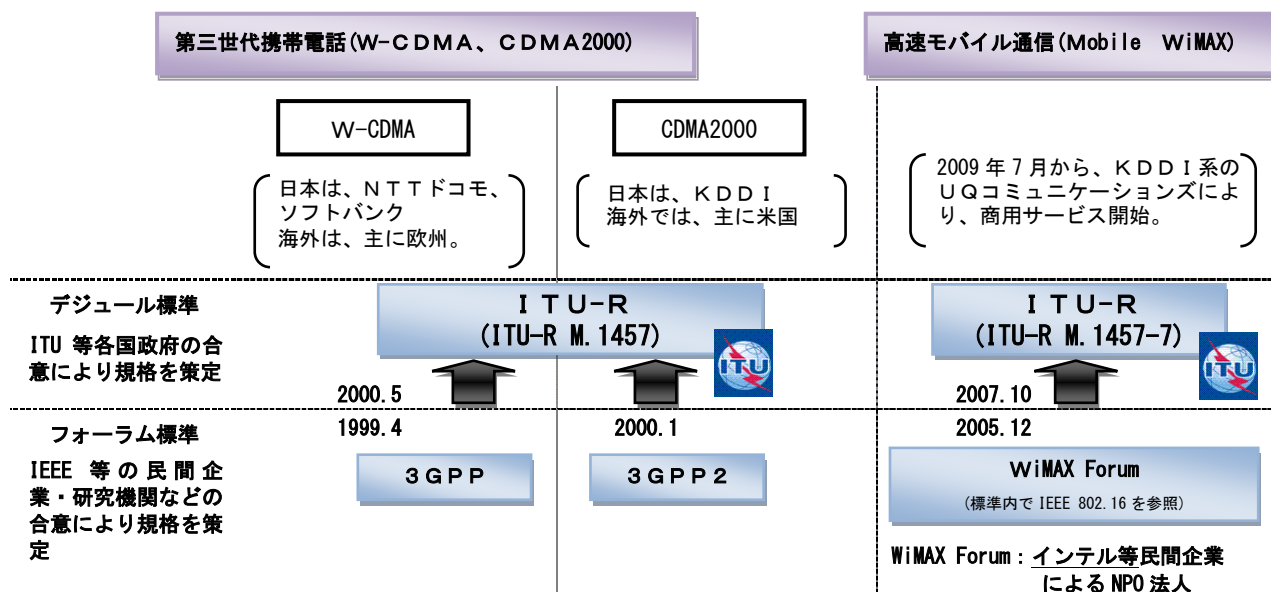 第三世代携帯電話(W-CDMA、CDMA2000)
高速モバイル通信(Mobile WiMAX)
W-CDMA
CDMA2000
日本は、NTTドコモ、
ソフトバンク
海外は、主に欧州。
日本は、KDDI
海外では、主に米国
2009年7月から、KDDI系の
UQコミュニケーションズによ
り、商用サービス開始。
デジュール標準
ITU 等各国政府の合
意により規格を策定
ITU-R
(ITU-R M.1457)
ITU
2000.5
ITU-R
(ITU-R M.1457-7)
ITU
2007.10
フォーラム標準
IEEE 等の民間企
業・研究機関などの
合意により規格を策
定
1999.4
3GPP
2000.1
3GPP2
2005.12
WiMAX Forum
(標準内で IEEE 802.16 を参照)
WiMAX Forum:インテル等民間企業
による NPO 法人